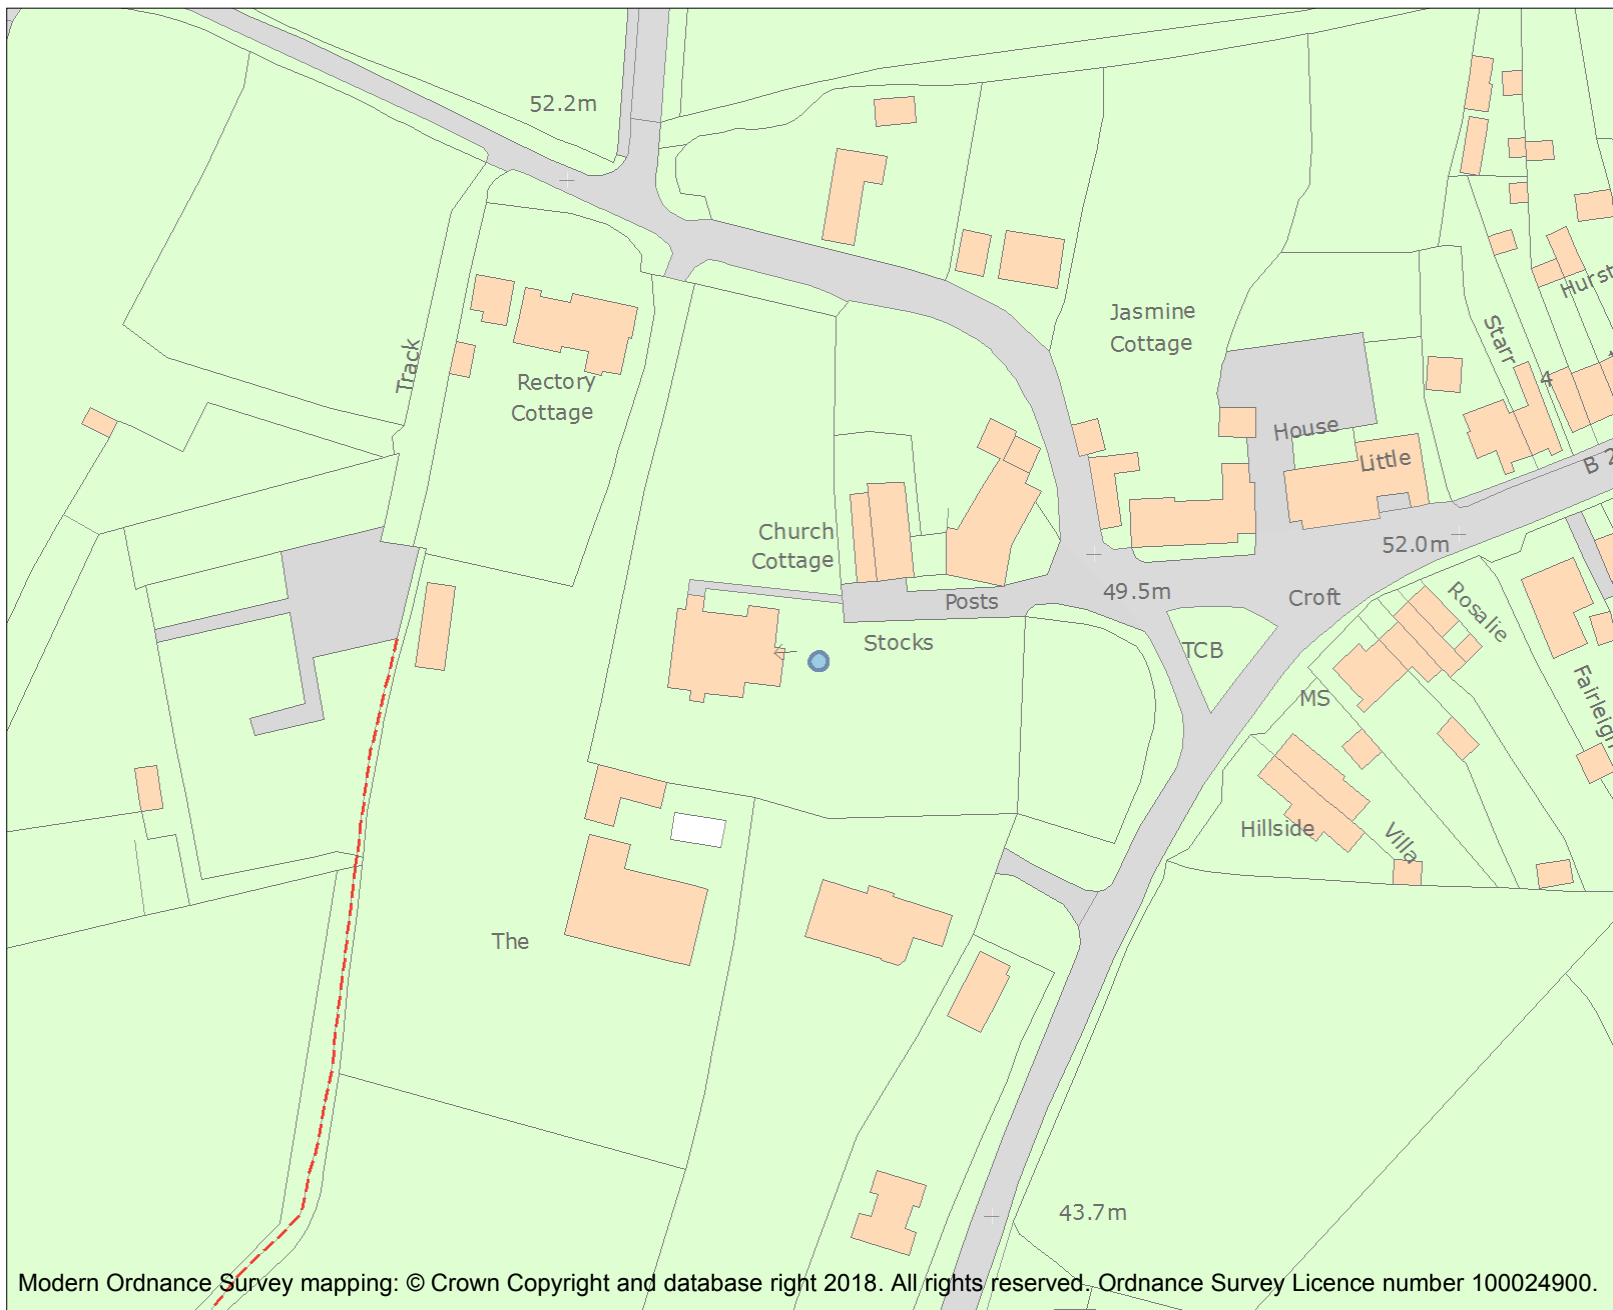 52.2m
Jasmine
Cottage
Hurst
Starr
4
Track
Rectory
Cottage
House
Little
B 2
Church
Cottage
52.0m
49.5m
Posts
Croft
Rosalie
Stocks
TCB
MS
Fairleigh
Hillside
Villa
The
43.7m
Modern Ordnance Survey mapping: © Crown Copyright and database right 2018. All rights reserved. Ordnance Survey Licence number 100024900.